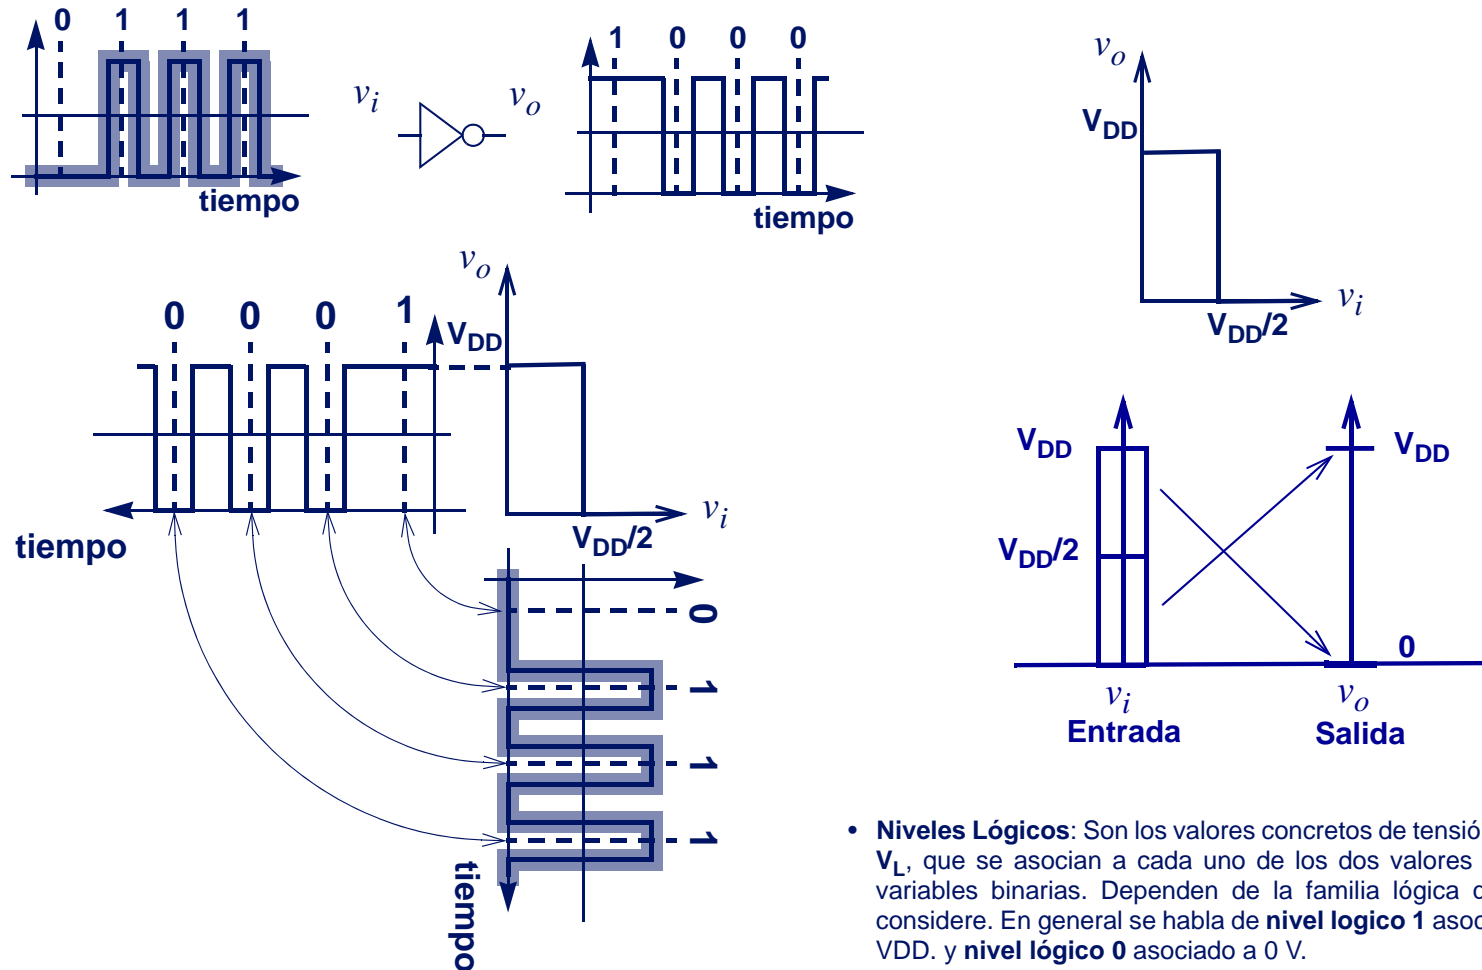 0 1 1 1
1 0 0 0
v_i v_o
tiempo
tiempo
v_o
V_DD
V_DD/2
v_i
v_o
0 0 0 1
V_DD
v_i
V_DD/2
tiempo
0
1
1
1
tiempo
V_DD
V_DD
V_DD/2
0
v_i
v_o
Entrada
Salida
• Niveles Lógicos: Son los valores concretos de
V_L, que se asocian a cada uno de los dos valores
variables binarias. Dependen de la familia lógica
considere. En general se habla de nivel logico 1
VDD. y nivel lógico 0 asociado a 0 V.